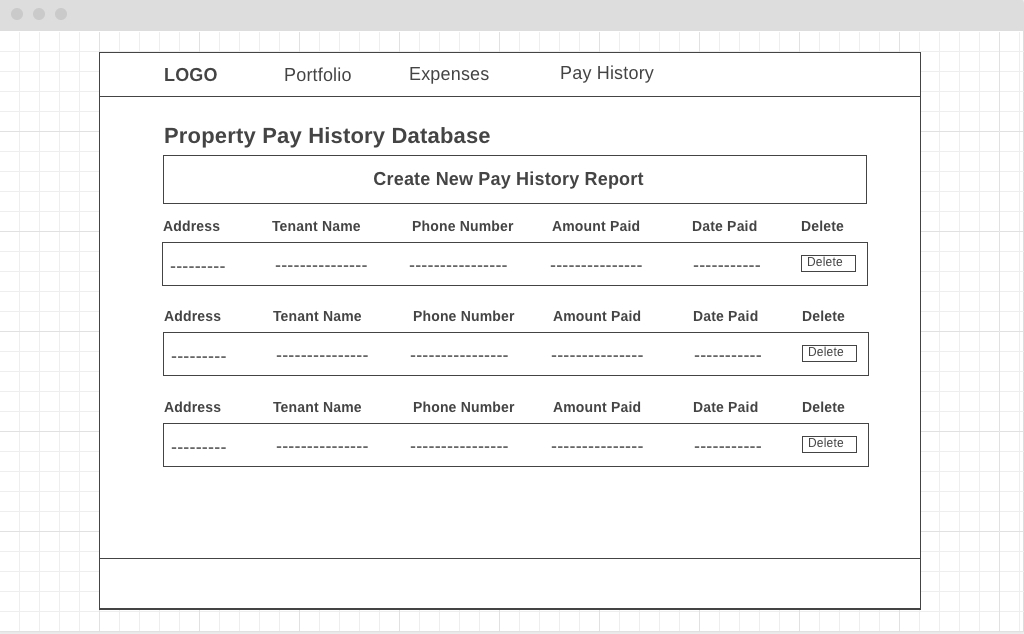 LOGO Portfolio Expenses Pay History
Property Pay History Database
Create New Pay History Report
Address Tenant Name Phone Number Amount Paid Date Paid Delete
--------- --------------- ---------------- --------------- ----------- Delete
Address Tenant Name Phone Number Amount Paid Date Paid Delete
--------- --------------- ---------------- --------------- ----------- Delete
Address Tenant Name Phone Number Amount Paid Date Paid Delete
--------- --------------- ---------------- --------------- ----------- Delete